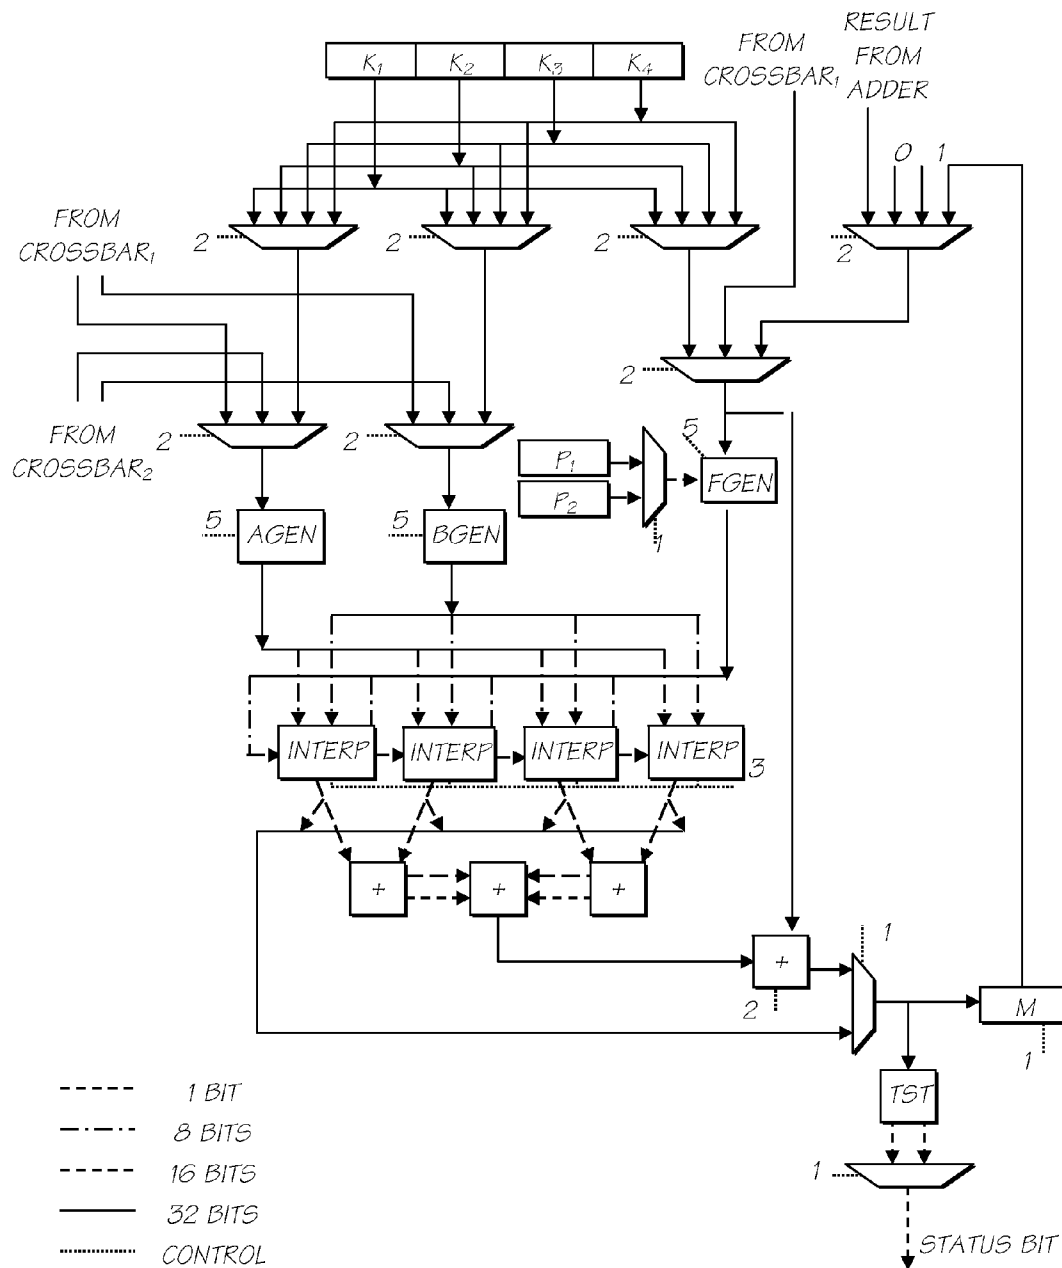 RESULT
FROM
ADDER
FROM
CROSSBAR1
K1 K2 K3 K4
0 1
FROM
CROSSBAR1
2 2 2 2
2
FROM
CROSSBAR2
2 2
5
P1
P2
FGEN
1
5 AGEN
5 BGEN
INTERP INTERP INTERP INTERP 3
+ + +
1
+
2
M
1
TST
1
STATUS BIT
1 BIT
8 BITS
16 BITS
32 BITS
CONTROL